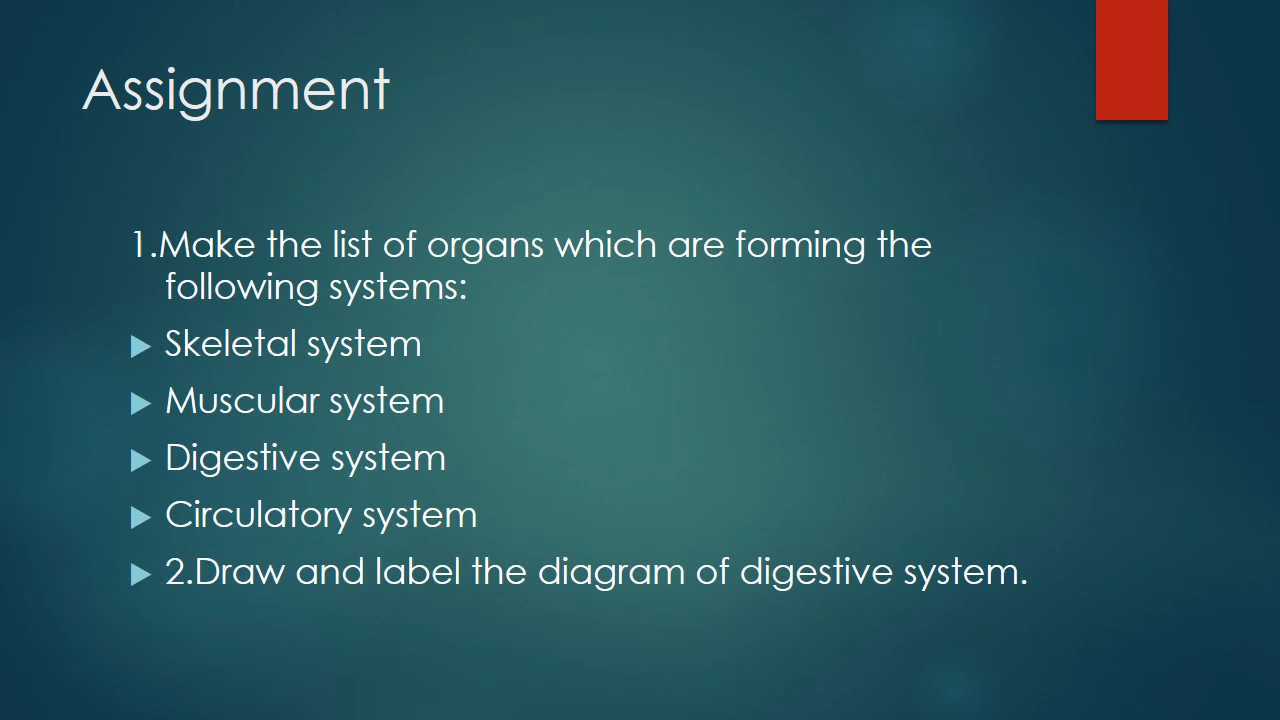 Assignment
1.Make the list of organs which are forming the
following systems:
Skeletal system
Muscular system
Digestive system
Circulatory system
2.Draw and label the diagram of digestive system.